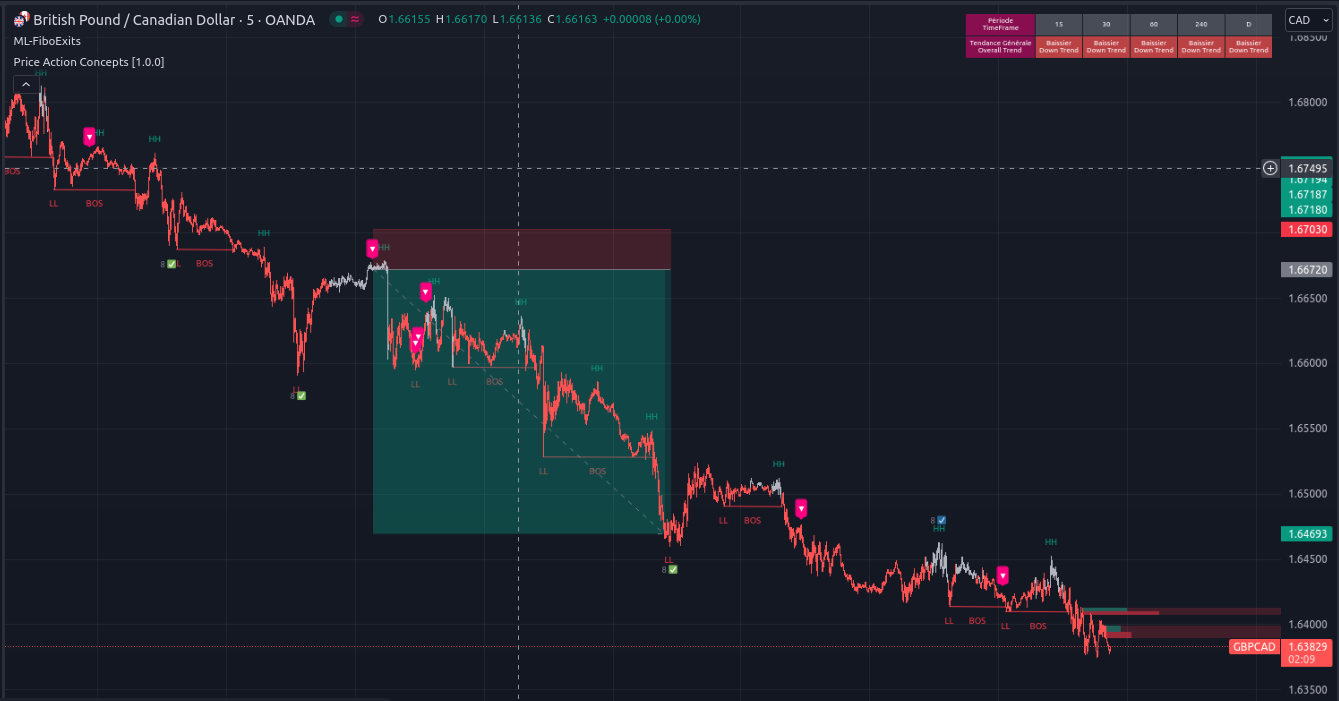 British Pound / Canadian Dollar · 5 · OANDA O1.66155 H1.66170 L1.66136 C1.66163 +0.00008 (+0.00%)
ML-FiboExits
Price Action Concepts [1.0.0]
Période TimeFrame 15 30 60 240 D
Tendance Générale Overall Trend Baissier Down Trend Baissier Down Trend Baissier Down Trend Baissier Down Trend Baissier Down Trend
CAD
1.68500
HH
1.68000
HH
HH
BOS
1.67495
1.67194
1.67187
LL BOS
1.67180
1.67030
HH
HH
8 BOS
1.66720
HH
1.66500
HH
1.66000
HH
LL LL BOS
LL
8
HH
1.65500
HH
LL BOS
1.65000
LL BOS
8
HH
1.64693
HH
1.64500
LL
8
1.64000
LL BOS LL BOS
GBPCAD 1.63829
02:09
1.63500